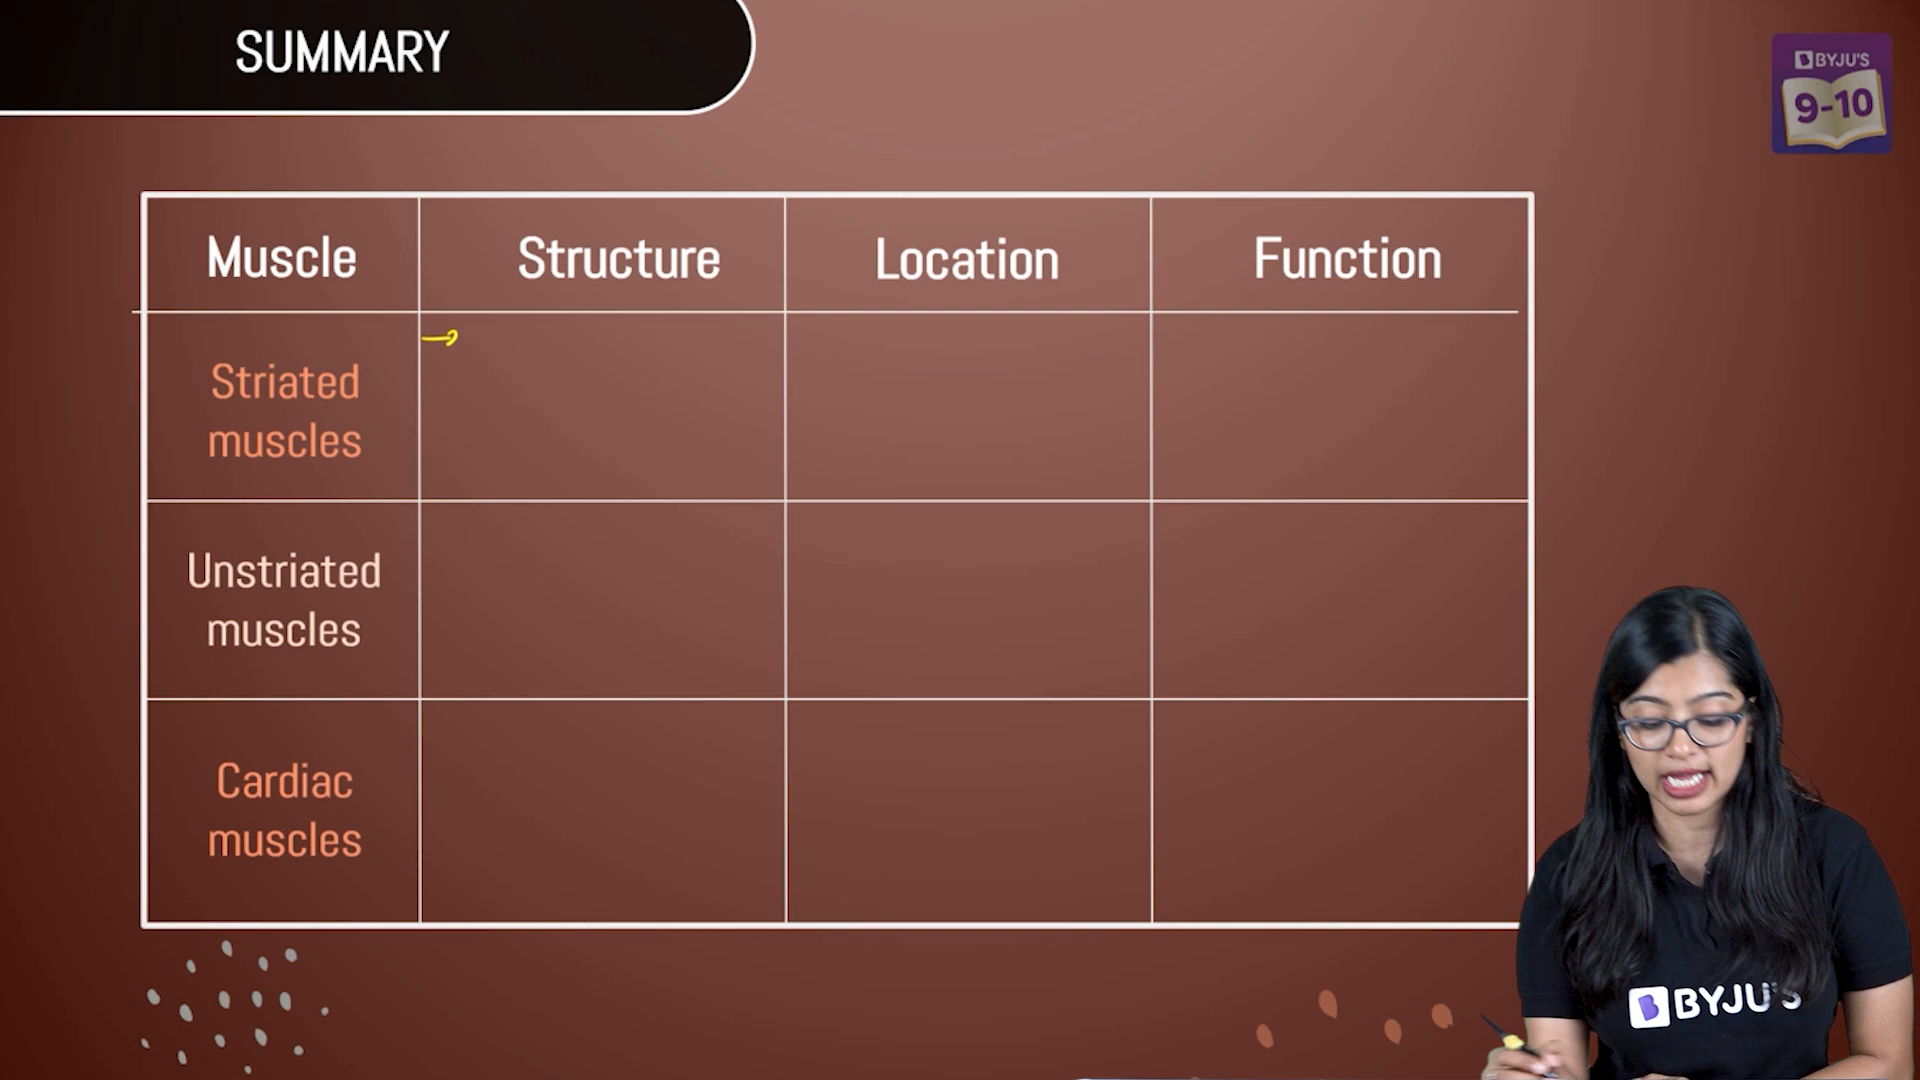 SUMMARY
BYJU'S
9-10
Muscle Structure Location Function
Striated
muscles
Unstriated
muscles
Cardiac
muscles
BYJU'S